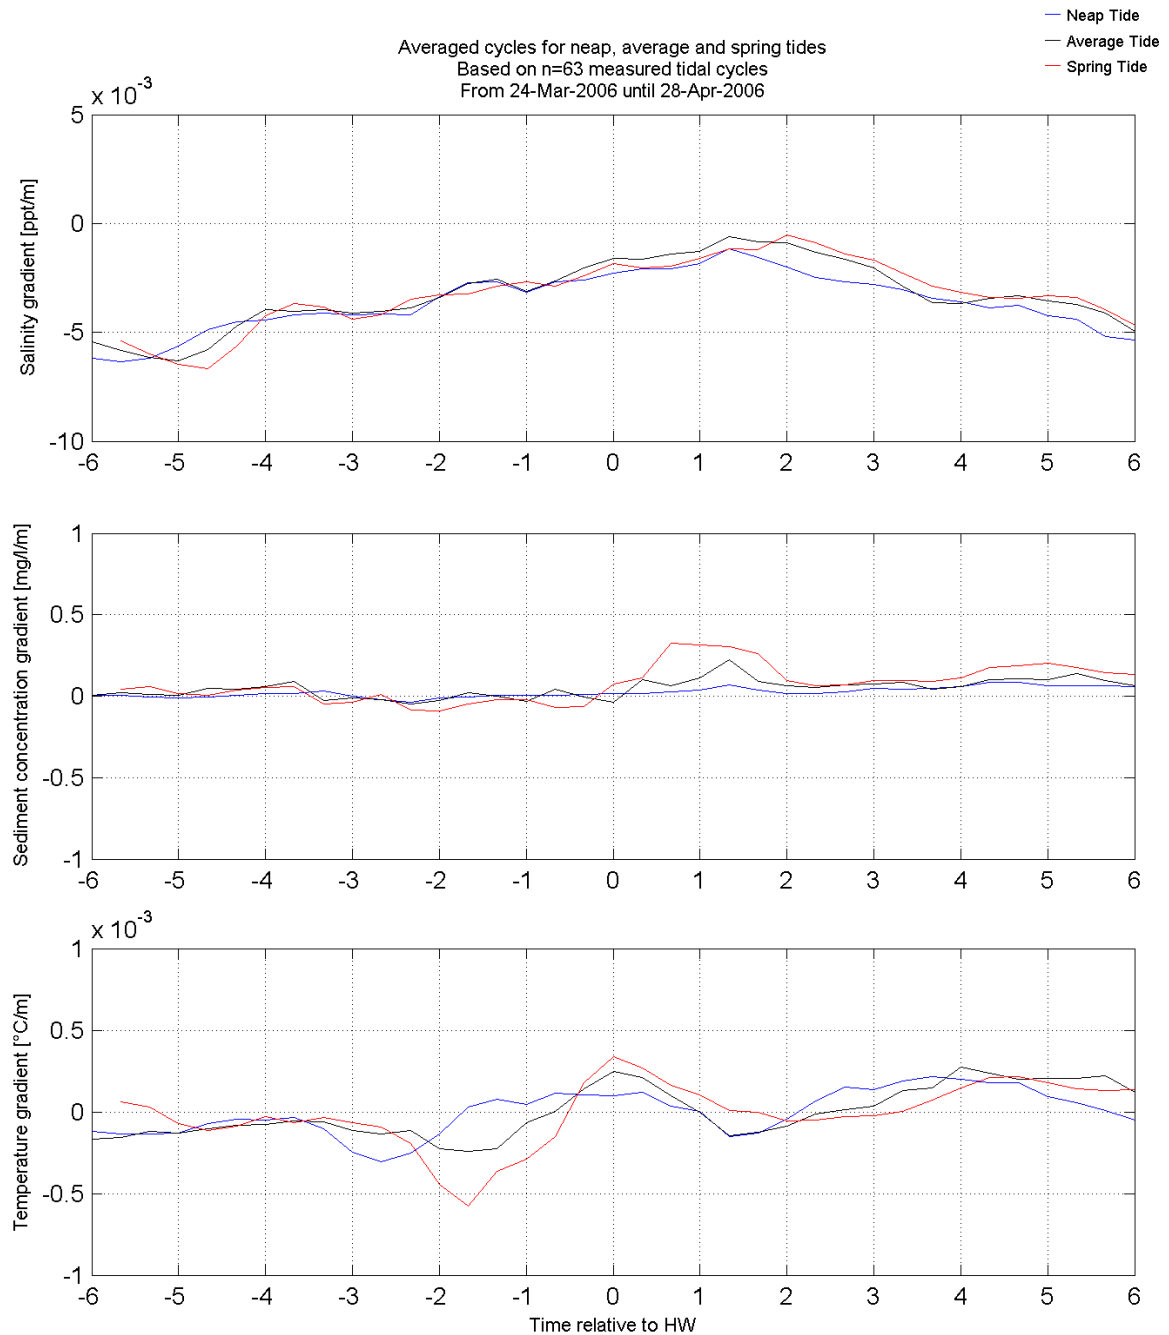 Neap Tide
Average Tide
Spring Tide
Averaged cycles for neap, average and spring tides
Based on n=63 measured tidal cycles
From 24-Mar-2006 until 28-Apr-2006
x 10-3
5
0
-5
-10
Salinity gradient [ppt/m]
-6 -5 -4 -3 -2 -1 0 1 2 3 4 5 6
1
0.5
0
-0.5
-1
Sediment concentration gradient [mg/l/m]
-6 -5 -4 -3 -2 -1 0 1 2 3 4 5 6
x 10-3
1
0.5
0
-0.5
-1
Temperature gradient [°C/m]
-6 -5 -4 -3 -2 -1 0 1 2 3 4 5 6
Time relative to HW